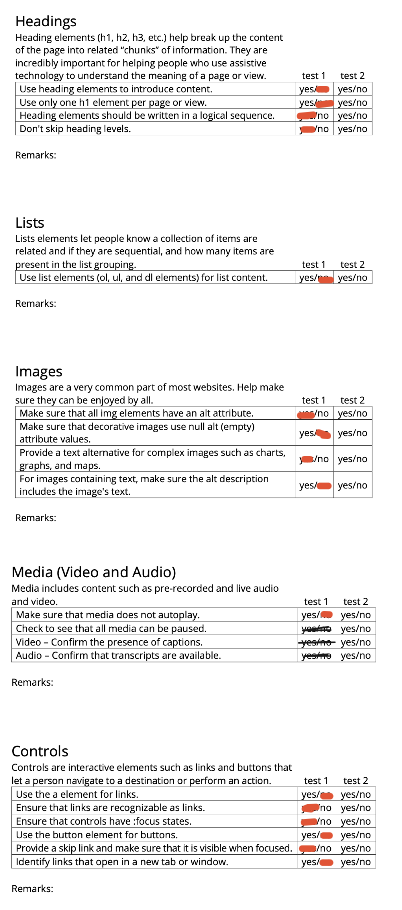 Headings
Heading elements (h1, h2, h3, etc.) help break up the content
of the page into related “chunks” of information. They are
incredibly important for helping people who use assistive
technology to understand the meaning of a page or view. test 1 test 2
Use heading elements to introduce content. yes/ yes/no
Use only one h1 element per page or view. yes/ yes/no
Heading elements should be written in a logical sequence. /no yes/no
Don't skip heading levels. /no yes/no
Remarks:
Lists
Lists elements let people know a collection of items are
related and if they are sequential, and how many items are
present in the list grouping. test 1 test 2
Use list elements (ol, ul, and dl elements) for list content. yes/ yes/no
Remarks:
Images
Images are a very common part of most websites. Help make
sure they can be enjoyed by all. test 1 test 2
Make sure that all img elements have an alt attribute. /no yes/no
Make sure that decorative images use null alt (empty)
attribute values. yes/ yes/no
Provide a text alternative for complex images such as charts,
graphs, and maps. /no yes/no
For images containing text, make sure the alt description
includes the image's text. yes/ yes/no
Remarks:
Media (Video and Audio)
Media includes content such as pre-recorded and live audio
and video. test 1 test 2
Make sure that media does not autoplay. yes/ yes/no
Check to see that all media can be paused. yes/no yes/no
Video – Confirm the presence of captions. yes/no yes/no
Audio – Confirm that transcripts are available. yes/no yes/no
Remarks:
Controls
Controls are interactive elements such as links and buttons that
let a person navigate to a destination or perform an action. test 1 test 2
Use the a element for links. yes/ yes/no
Ensure that links are recognizable as links. /no yes/no
Ensure that controls have :focus states. /no yes/no
Use the button element for buttons. yes/ yes/no
Provide a skip link and make sure that it is visible when focused. /no yes/no
Identify links that open in a new tab or window. yes/ yes/no
Remarks: